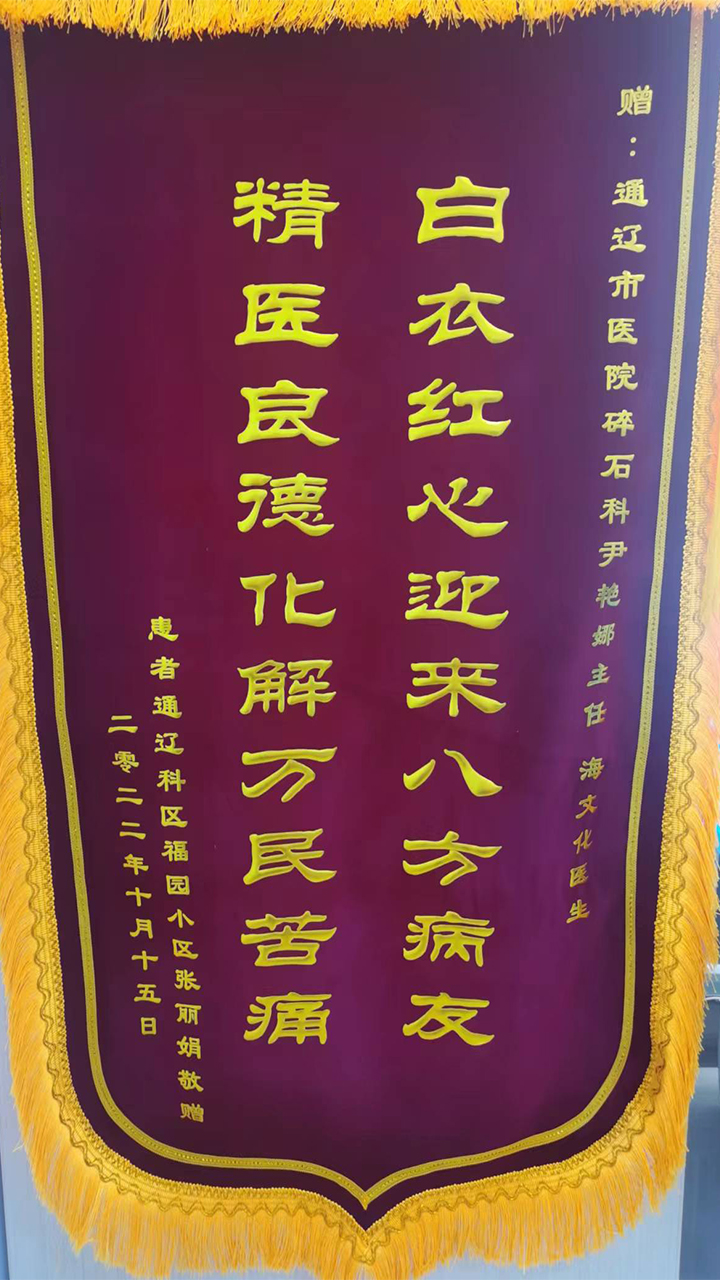 赠：通辽市医院碎石科尹艳娜主任 海文化医生
白衣红心迎来八方病友
精医良德化解万民苦痛
患者通辽科区福园小区张丽娟敬赠
二零二二年十月十五日